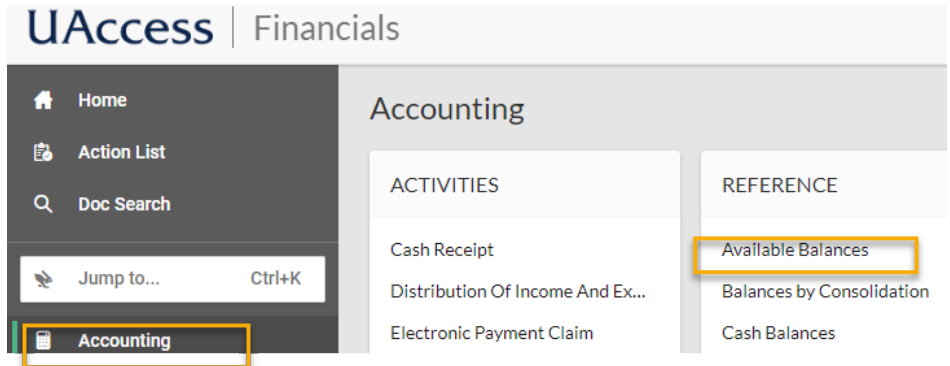 UAccess | Financials
Home
Action List
Doc Search
Jump to... Ctrl+K
Accounting
Accounting
ACTIVITIES
Cash Receipt
Distribution Of Income And Ex...
Electronic Payment Claim
REFERENCE
Available Balances
Balances by Consolidation
Cash Balances